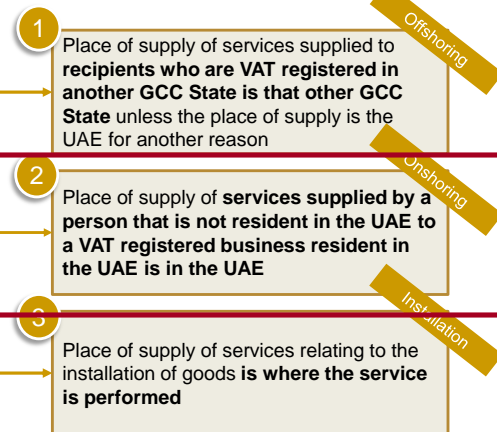 1
Offshoring
Place of supply of services supplied to
recipients who are VAT registered in
another GCC State is that other GCC
State unless the place of supply is the
UAE for another reason
2
Onshoring
Place of supply of services supplied by a
person that is not resident in the UAE to
a VAT registered business resident in
the UAE is in the UAE
3
Installation
Place of supply of services relating to the
installation of goods is where the service
is performed